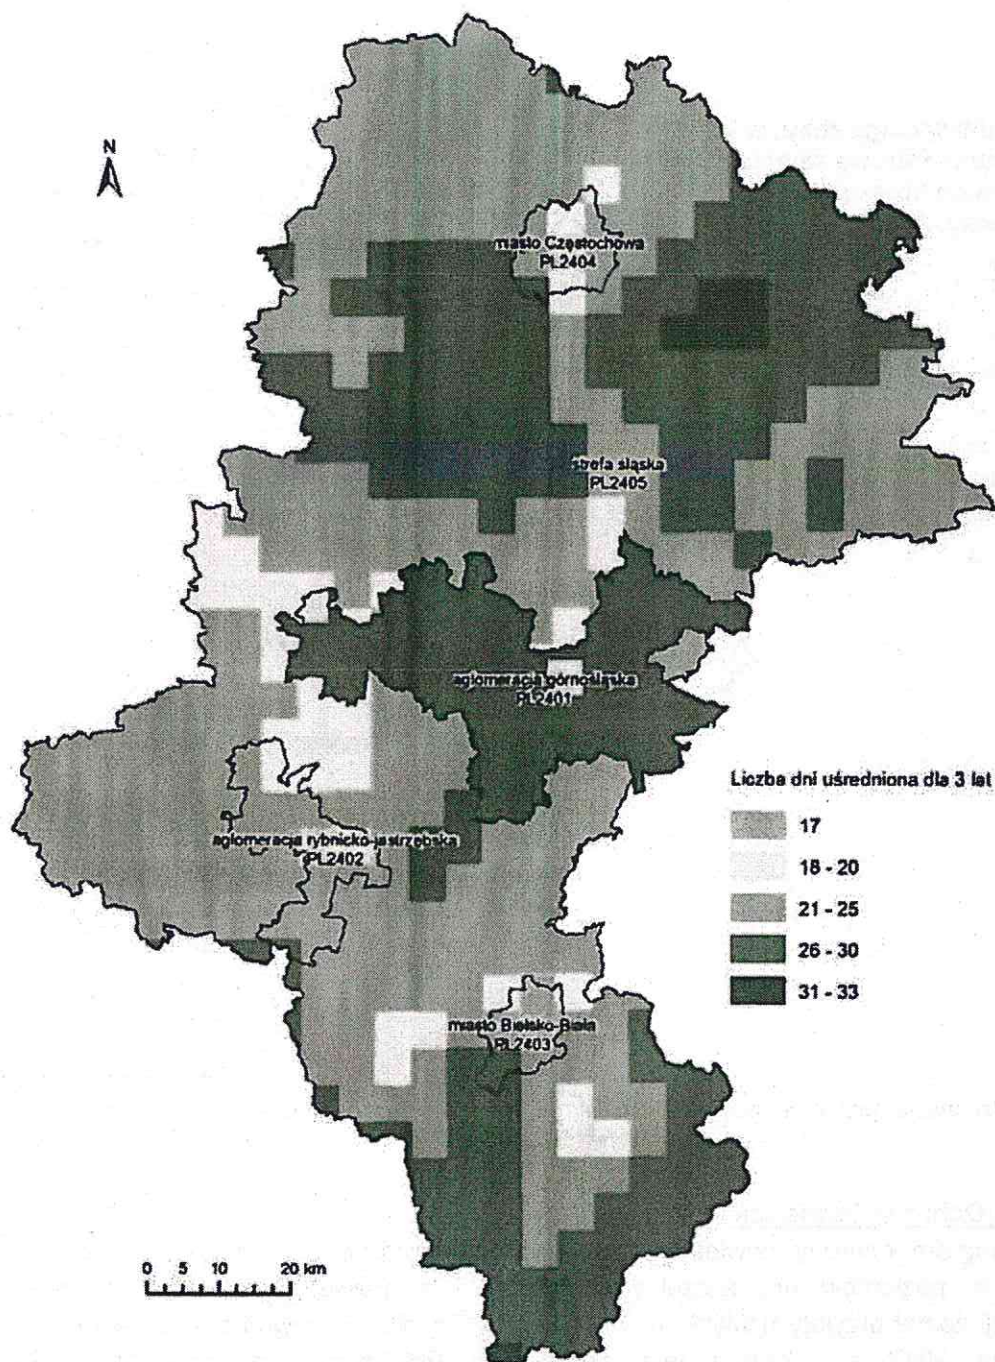 N
miasto Częstochowa
PL2404
strefa śląska
PL2405
aglomeracja górnośląska
PL2401
Liczba dni uśredniona dla 3 lat
17
18 - 20
21 - 25
26 - 30
31 - 33
aglomeracja rybnicko-jastrzębska
PL2402
miasto Bielsko-Biała
PL2403
0 5 10 20 km